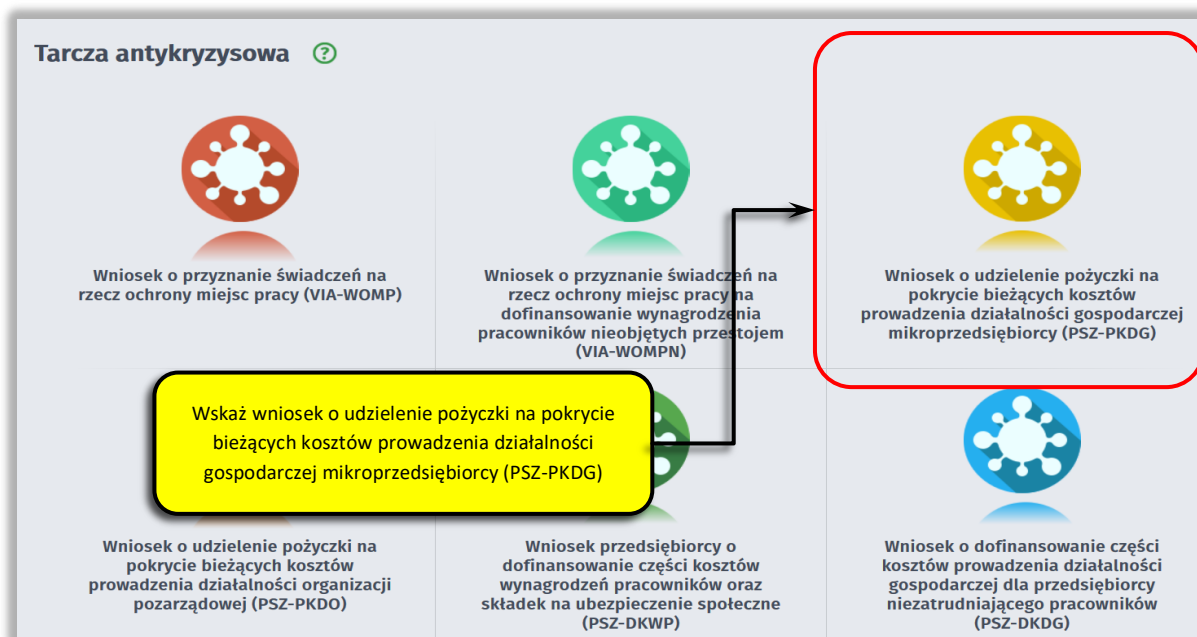 Tarcza antykryzysowa ?
Wniosek o przyznanie świadczeń na
rzecz ochrony miejsc pracy (VIA-WOMP)
Wniosek o przyznanie świadczeń na
rzecz ochrony miejsc pracy na
dofinansowanie wynagrodzenia
pracowników nieobjętych przestojem
(VIA-WOMPN)
Wniosek o udzielenie pożyczki na
pokrycie bieżących kosztów
prowadzenia działalności gospodarczej
mikroprzedsiębiorcy (PSZ-PKDG)
Wskaż wniosek o udzielenie pożyczki na pokrycie
bieżących kosztów prowadzenia działalności
gospodarczej mikroprzedsiębiorcy (PSZ-PKDG)
Wniosek o udzielenie pożyczki na
pokrycie bieżących kosztów
prowadzenia działalności organizacji
pozarządowej (PSZ-PKDO)
Wniosek przedsiębiorcy o
dofinansowanie części kosztów
wynagrodzeń pracowników oraz
składek na ubezpieczenie społeczne
(PSZ-DKWP)
Wniosek o dofinansowanie części
kosztów prowadzenia działalności
gospodarczej dla przedsiębiorcy
niezatrudniającego pracowników
(PSZ-DKDG)